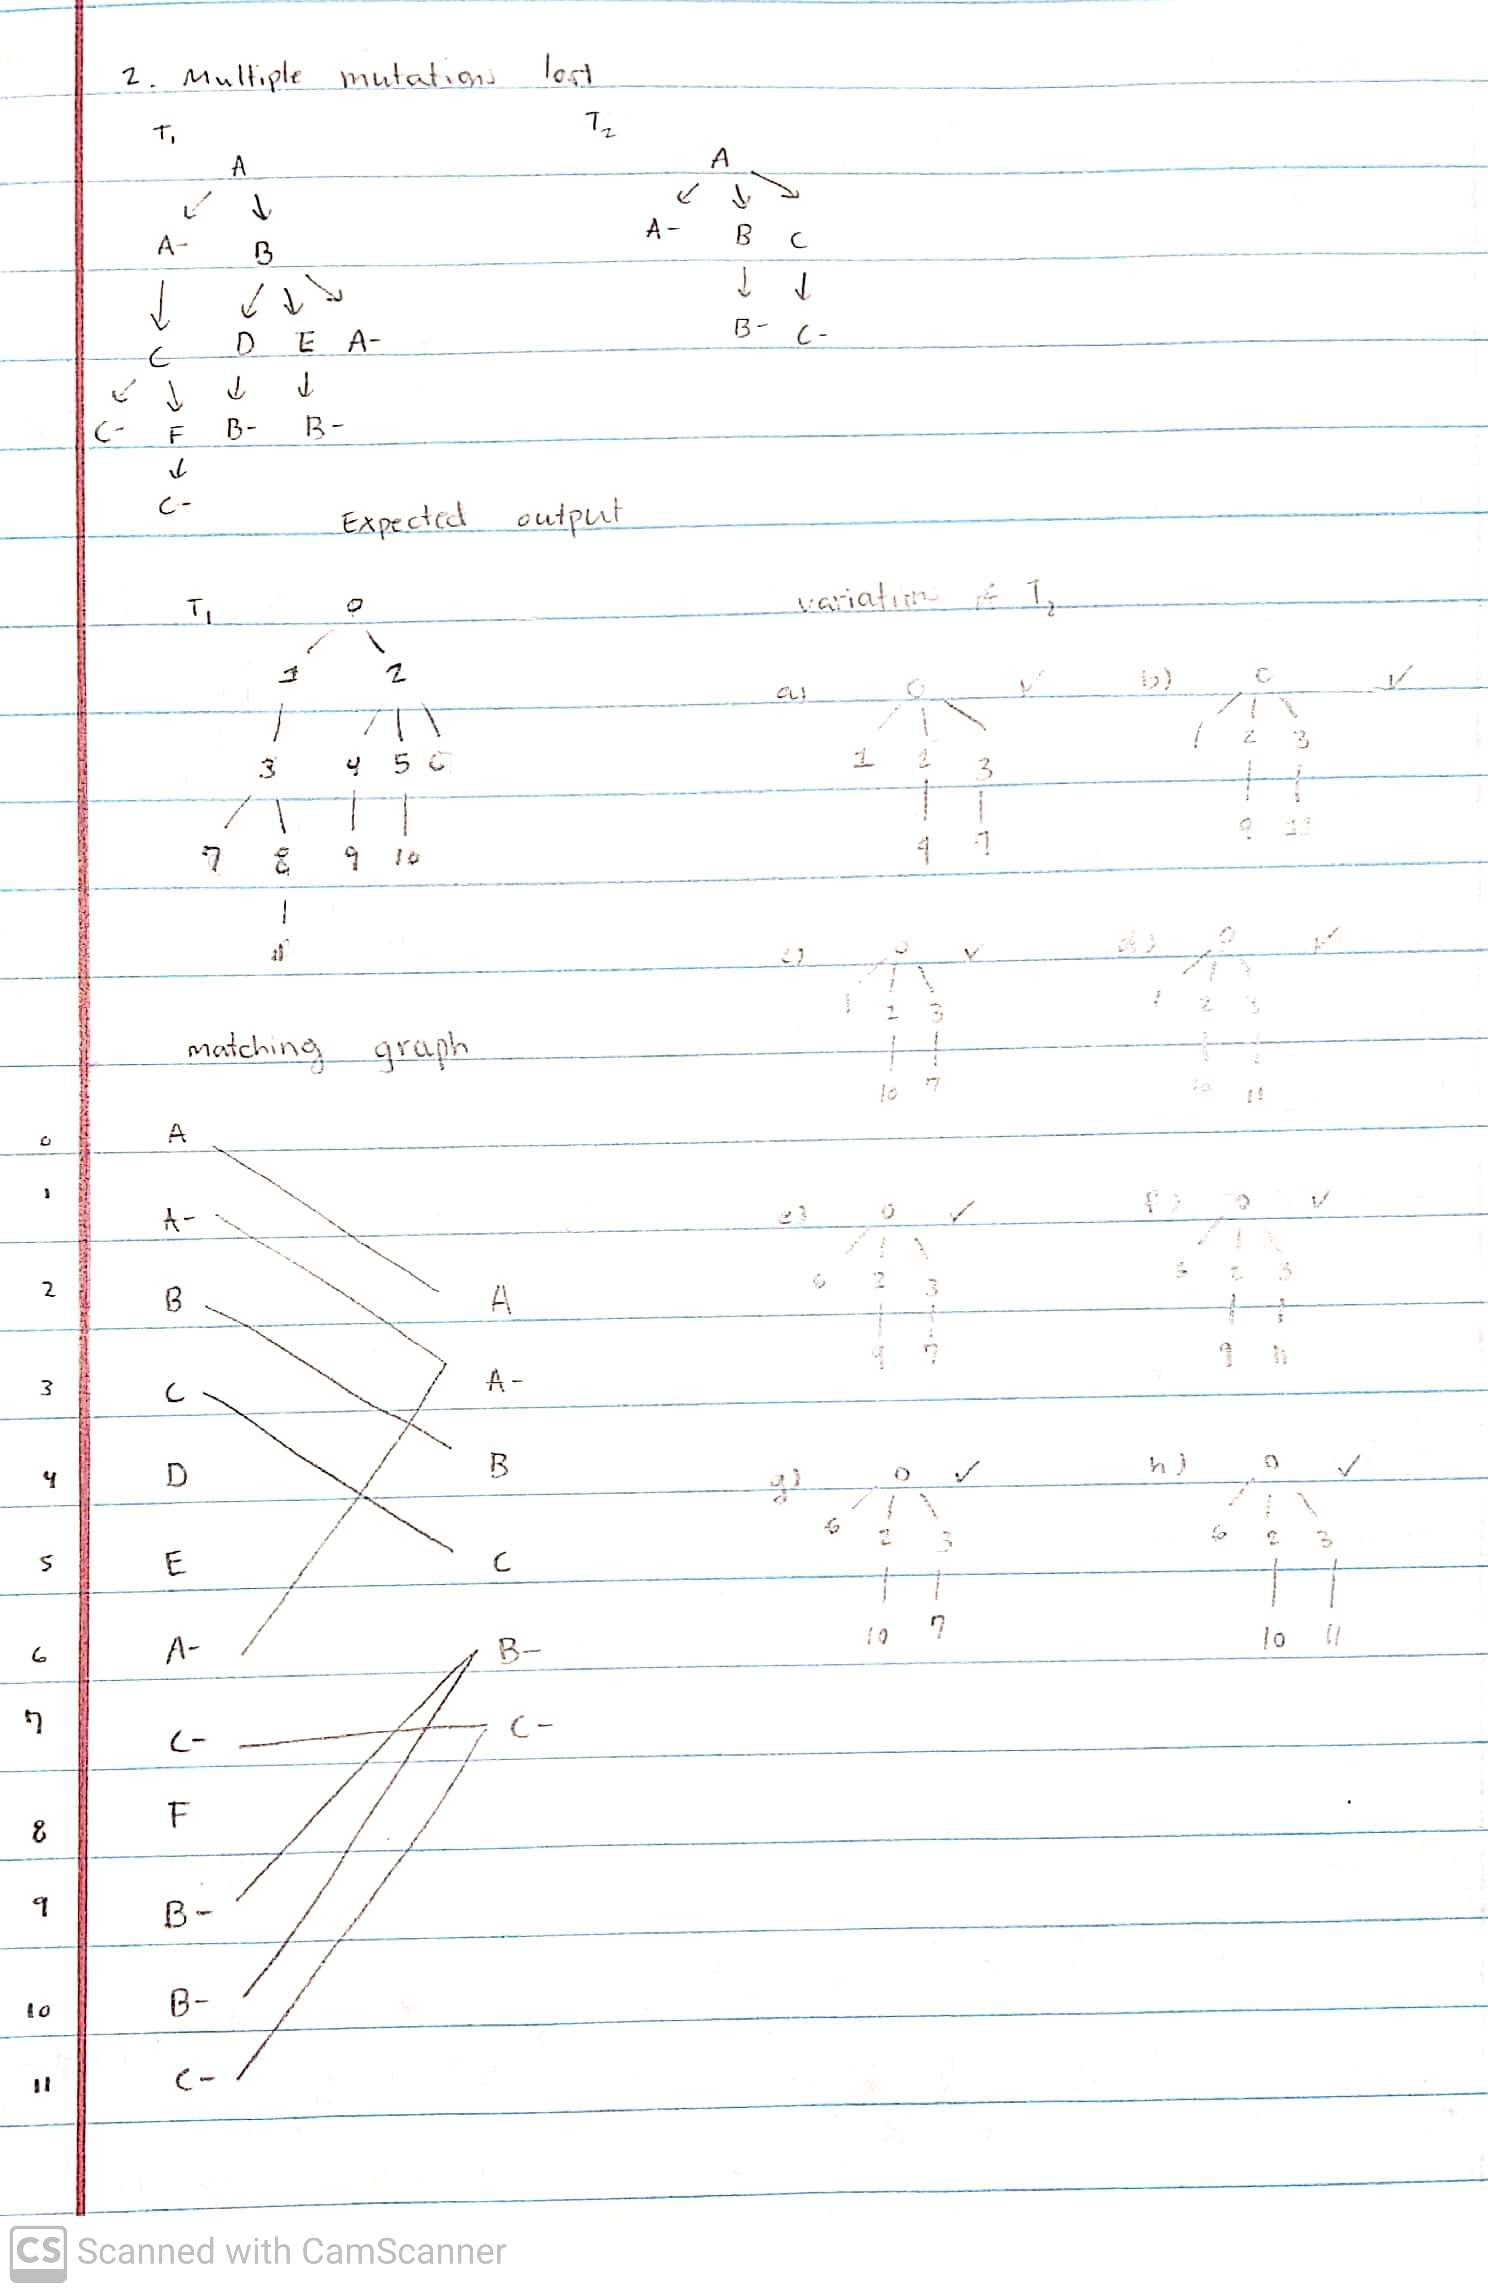 2. Multiple mutations lost
T1 T2
A A
A- B A- B C
C D E A- B- C-
C- F B- B-
C-
Expected output
T1 0 variation of T2
1 2
3 4 5 6
7 8 9 10
11
a) 0 ✓ b) 0 ✓
1 2 3 1 2 3
9 7 9 11
c) 0 ✓ d) 0 ✓
1 2 3 1 2 3
10 7 10 11
matching graph
e) 0 ✓ f) 0 ✓
6 2 3 6 2 3
9 7 9 11
g) 0 ✓ h) 0 ✓
6 2 3 6 2 3
10 7 10 11
0 A
1 A-
2 B A
3 C A-
4 D B
5 E C
6 A- B-
7 C- C-
8 F
9 B-
10 B-
11 C-
CS Scanned with CamScanner